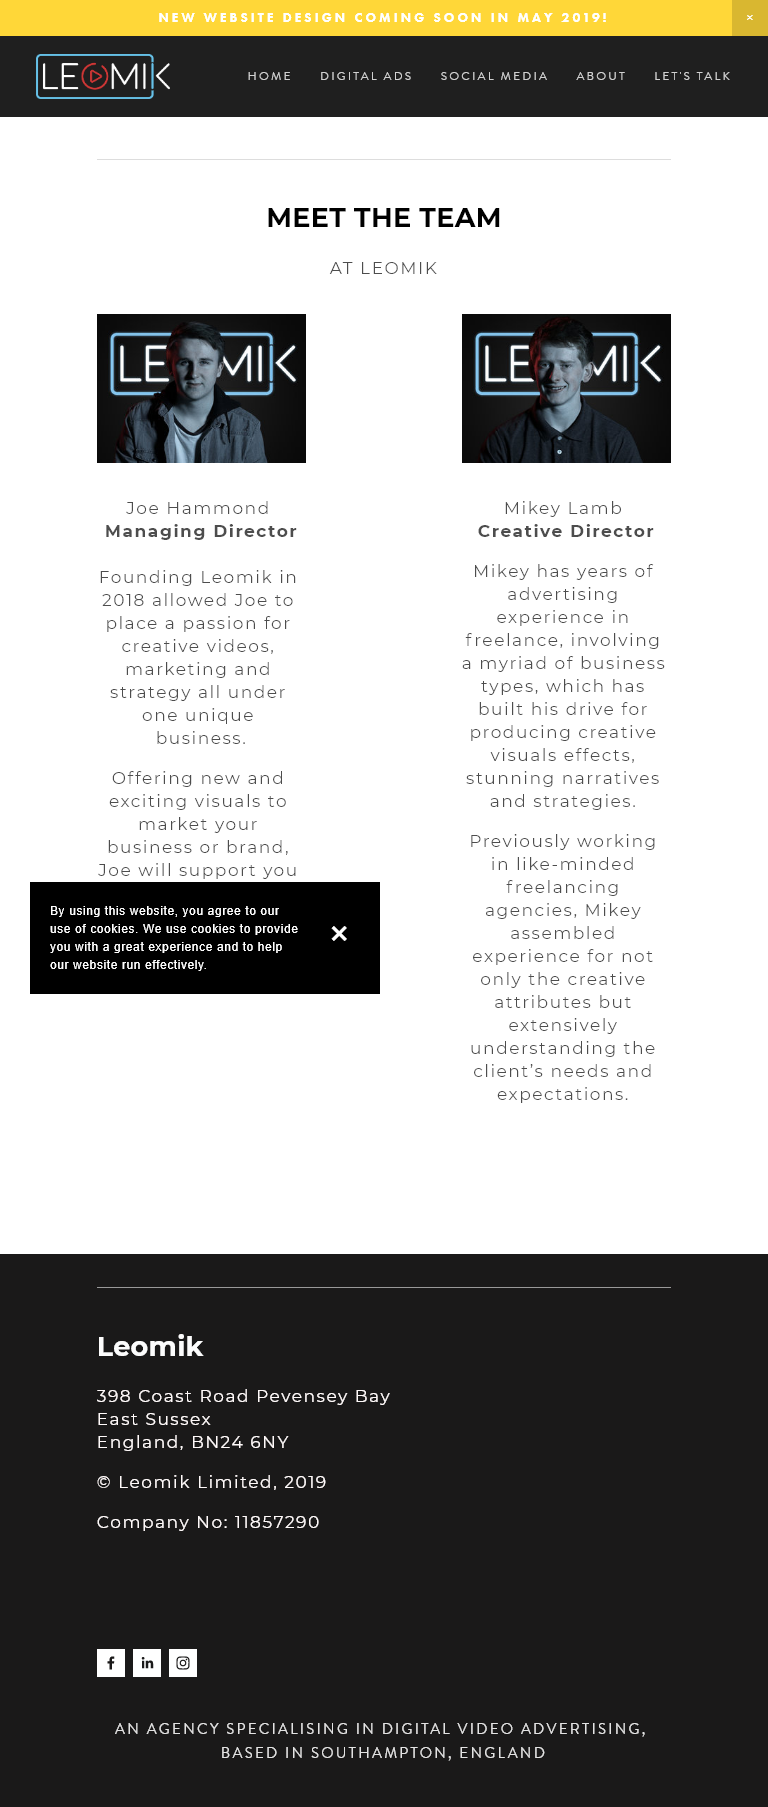 NEW WEBSITE DESIGN COMING SOON IN MAY 2019!
×
LEOMIK
HOME
DIGITAL ADS
SOCIAL MEDIA
ABOUT
LET'S TALK
MEET THE TEAM
AT LEOMIK
LEOMIK
Joe Hammond
Managing Director
Founding Leomik in
2018 allowed Joe to
place a passion for
creative videos,
marketing and
strategy all under
one unique
business.
Offering new and
exciting visuals to
market your
business or brand,
Joe will support you
LEOMIK
Mikey Lamb
Creative Director
Mikey has years of
advertising
experience in
freelance, involving
a myriad of business
types, which has
built his drive for
producing creative
visuals effects,
stunning narratives
and strategies.
Previously working
in like-minded
freelancing
agencies, Mikey
assembled
experience for not
only the creative
attributes but
extensively
understanding the
client's needs and
expectations.
By using this website, you agree to our
use of cookies. We use cookies to provide
you with a great experience and to help
our website run effectively.
Leomik
398 Coast Road Pevensey Bay
East Sussex
England, BN24 6NY
© Leomik Limited, 2019
Company No: 11857290
AN AGENCY SPECIALISING IN DIGITAL VIDEO ADVERTISING,
BASED IN SOUTHAMPTON, ENGLAND